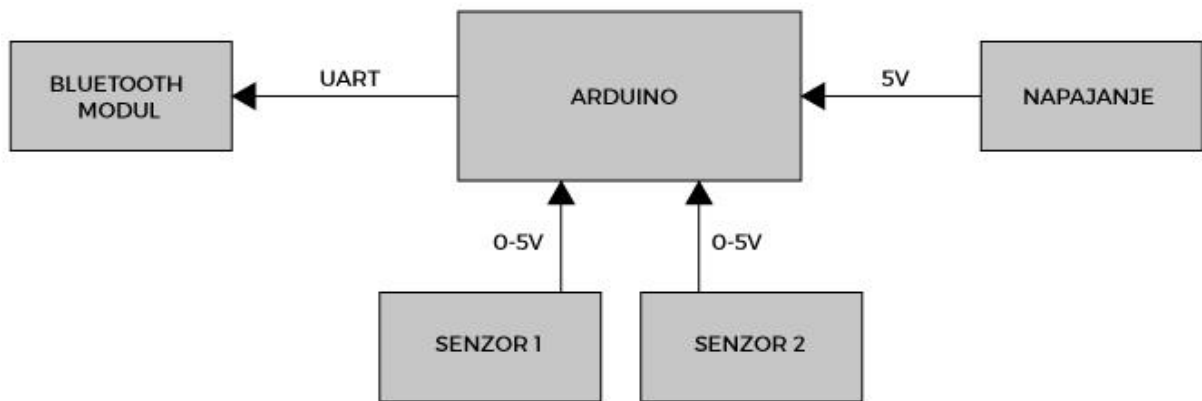 BLUETOOTH
MODUL
UART
ARDUINO
5V
NAPAJANJE
0-5V
0-5V
SENZOR 1
SENZOR 2